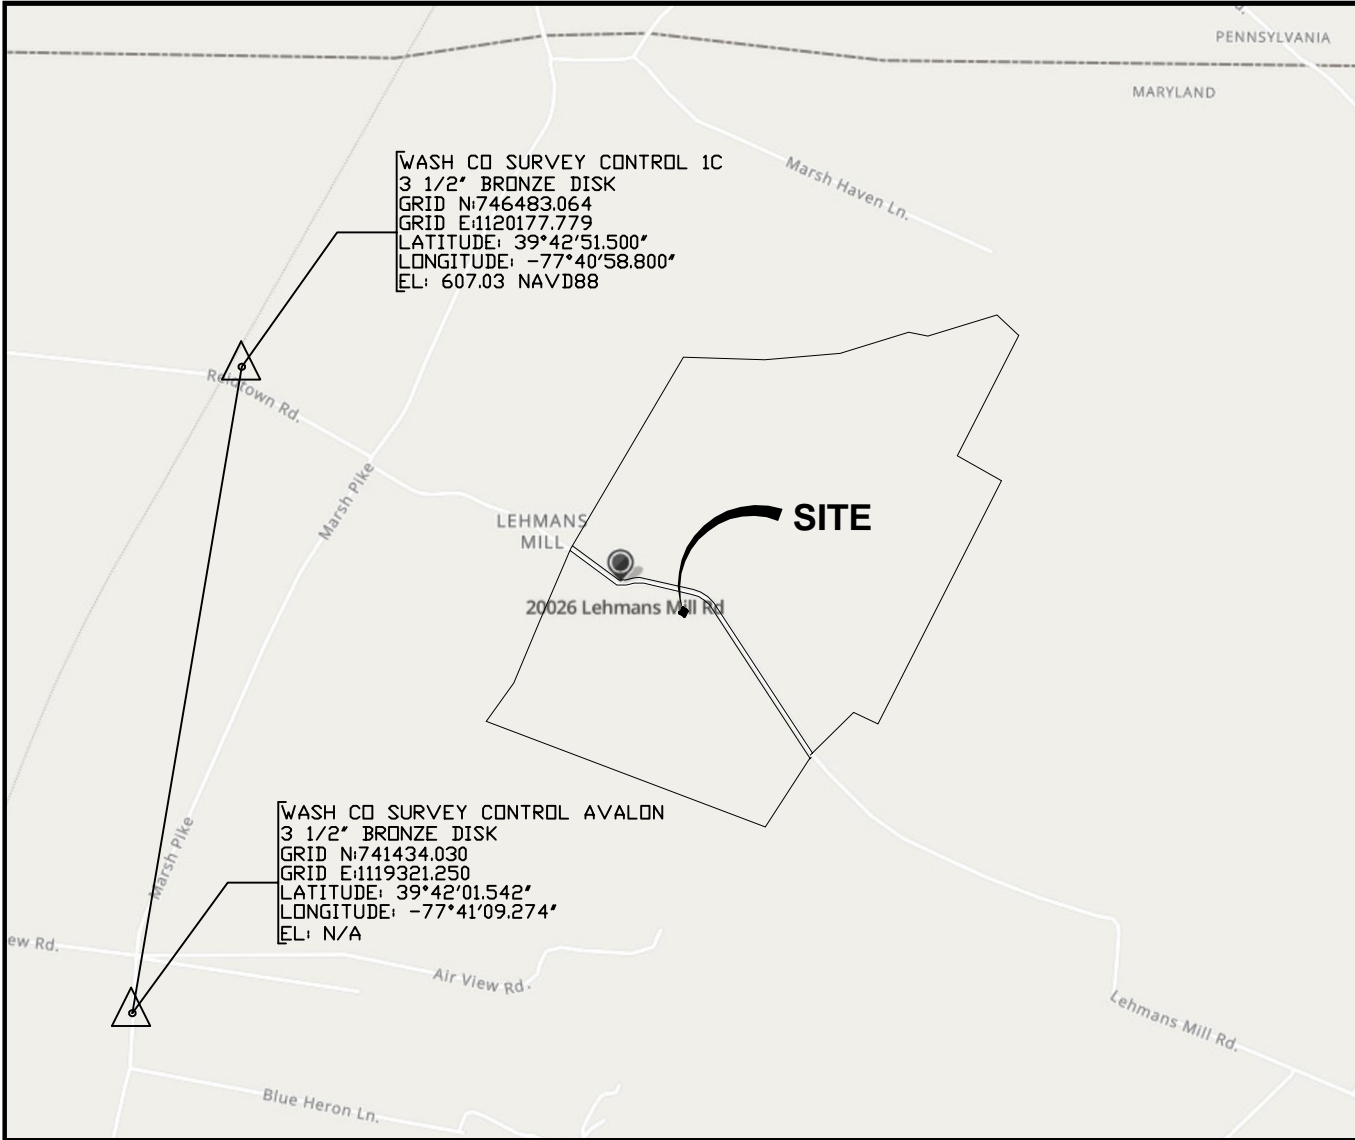 PENNSYLVANIA
MARYLAND
WASH CO SURVEY CONTROL 1C
3 1/2" BRONZE DISK
GRID N:746483.064
GRID E:1120177.779
LATITUDE: 39°42'51.500"
LONGITUDE: -77°40'58.800"
EL: 607.03 NAVD88
Marsh Haven Ln.
Reidtown Rd.
Marsh Pike
LEHMANS
MILL
SITE
20026 Lehmans Mill Rd
WASH CO SURVEY CONTROL AVALON
3 1/2" BRONZE DISK
GRID N:741434.030
GRID E:1119321.250
LATITUDE: 39°42'01.542"
LONGITUDE: -77°41'09.274"
EL: N/A
Marsh Pike
ew Rd.
Air View Rd.
Lehmans Mill Rd.
Blue Heron Ln.